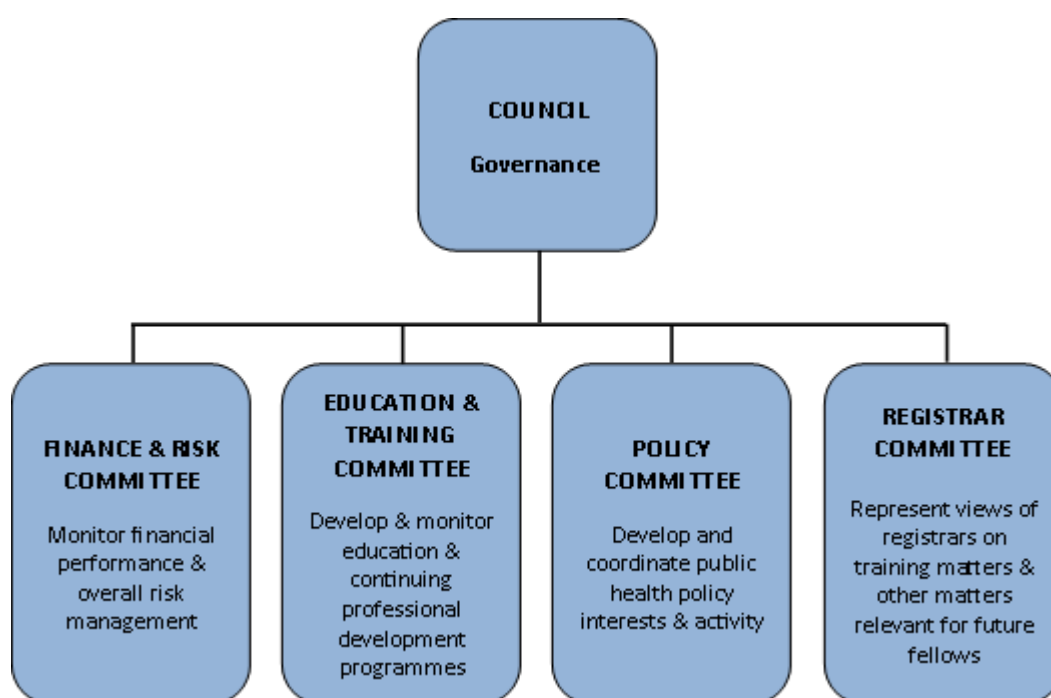 COUNCIL
Governance
FINANCE & RISK
COMMITTEE
Monitor financial
performance &
overall risk
management
EDUCATION &
TRAINING
COMMITTEE
Develop & monitor
education &
continuing
professional
development
programmes
POLICY
COMMITTEE
Develop and
coordinate public
health policy
interests & activity
REGISTRAR
COMMITTEE
Represent views of
registrars on
training matters &
other matters
relevant for future
fellows